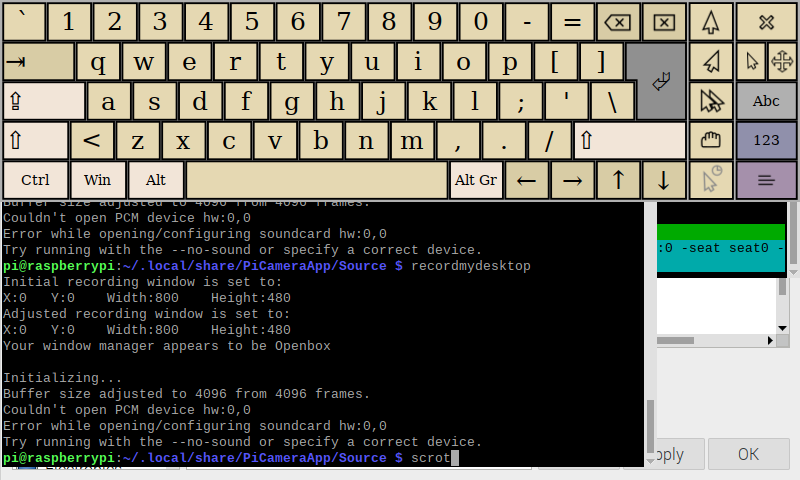 ` 1 2 3 4 5 6 7 8 9 0 - =
q w e r t y u i o p [ ]
a s d f g h j k l ; ' \ Abc
< z x c v b n m , . / 123
Ctrl Win Alt Alt Gr
Buffer size adjusted to 4096 from 4096 frames.
Couldn't open PCM device hw:0,0
Error while opening/configuring soundcard hw:0,0
Try running with the --no-sound or specify a correct device.
pi@raspberrypi:~/.local/share/PiCameraApp/Source $ recordmydesktop
Initial recording window is set to:
X:0   Y:0    Width:800    Height:480
Adjusted recording window is set to:
X:0   Y:0    Width:800    Height:480
Your window manager appears to be Openbox
Initializing...
Buffer size adjusted to 4096 from 4096 frames.
Couldn't open PCM device hw:0,0
Error while opening/configuring soundcard hw:0,0
Try running with the --no-sound or specify a correct device.
pi@raspberrypi:~/.local/share/PiCameraApp/Source $ scrot
:0 -seat seat0 -
pply
OK